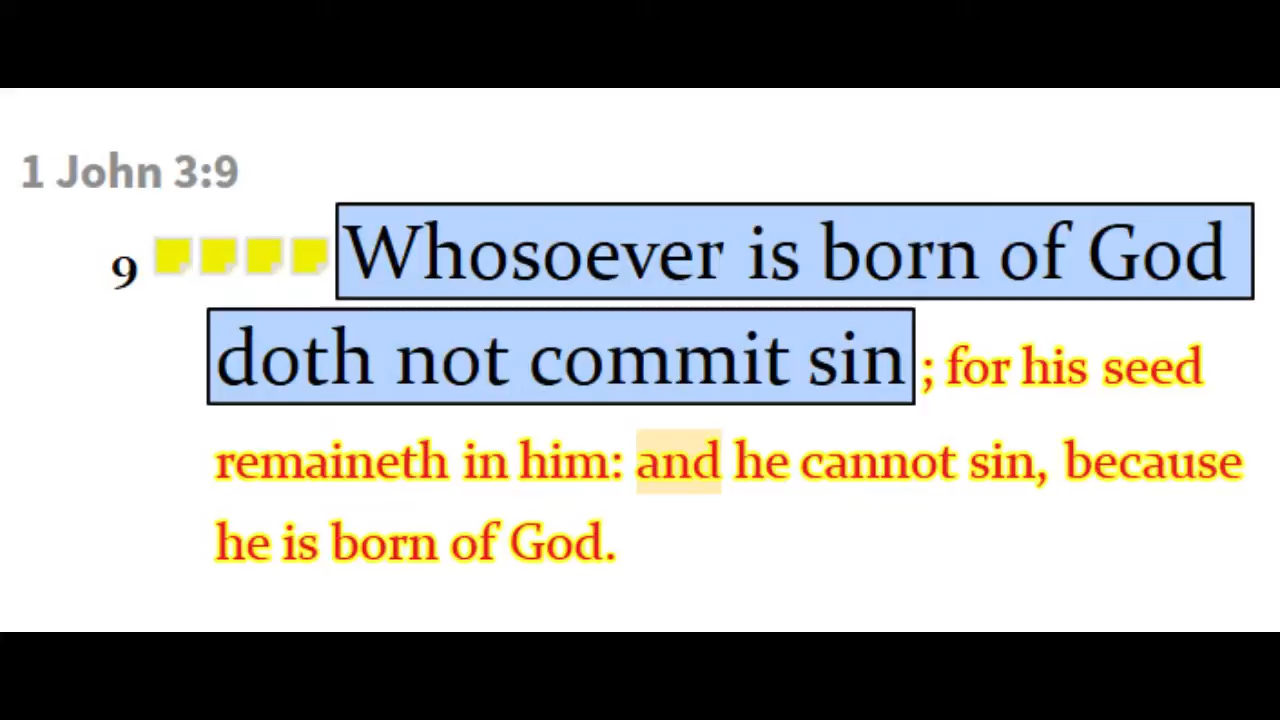 1 John 3:9
9 Whosoever is born of God
doth not commit sin ; for his seed
remaineth in him: and he cannot sin, because
he is born of God.